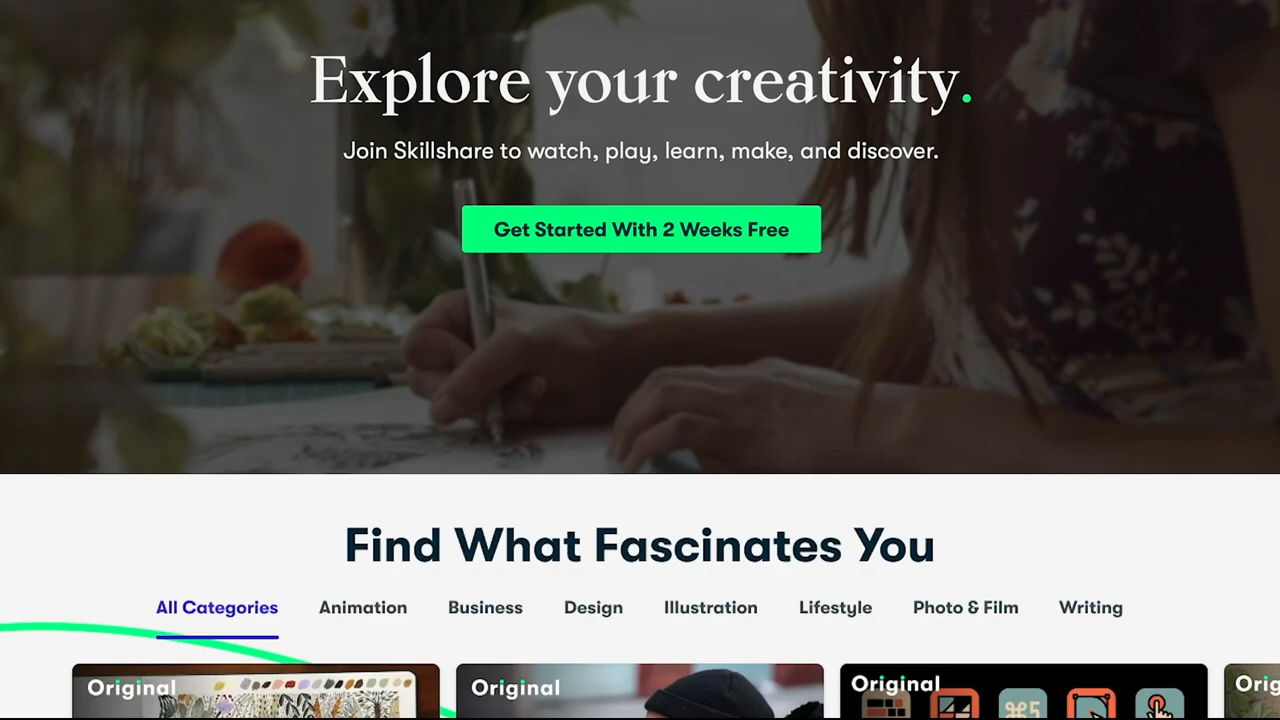 Explore your creativity.
Join Skillshare to watch, play, learn, make, and discover.
Get Started With 2 Weeks Free
Find What Fascinates You
All Categories Animation Business Design Illustration Lifestyle Photo & Film Writing
Original Original Original
⌘5